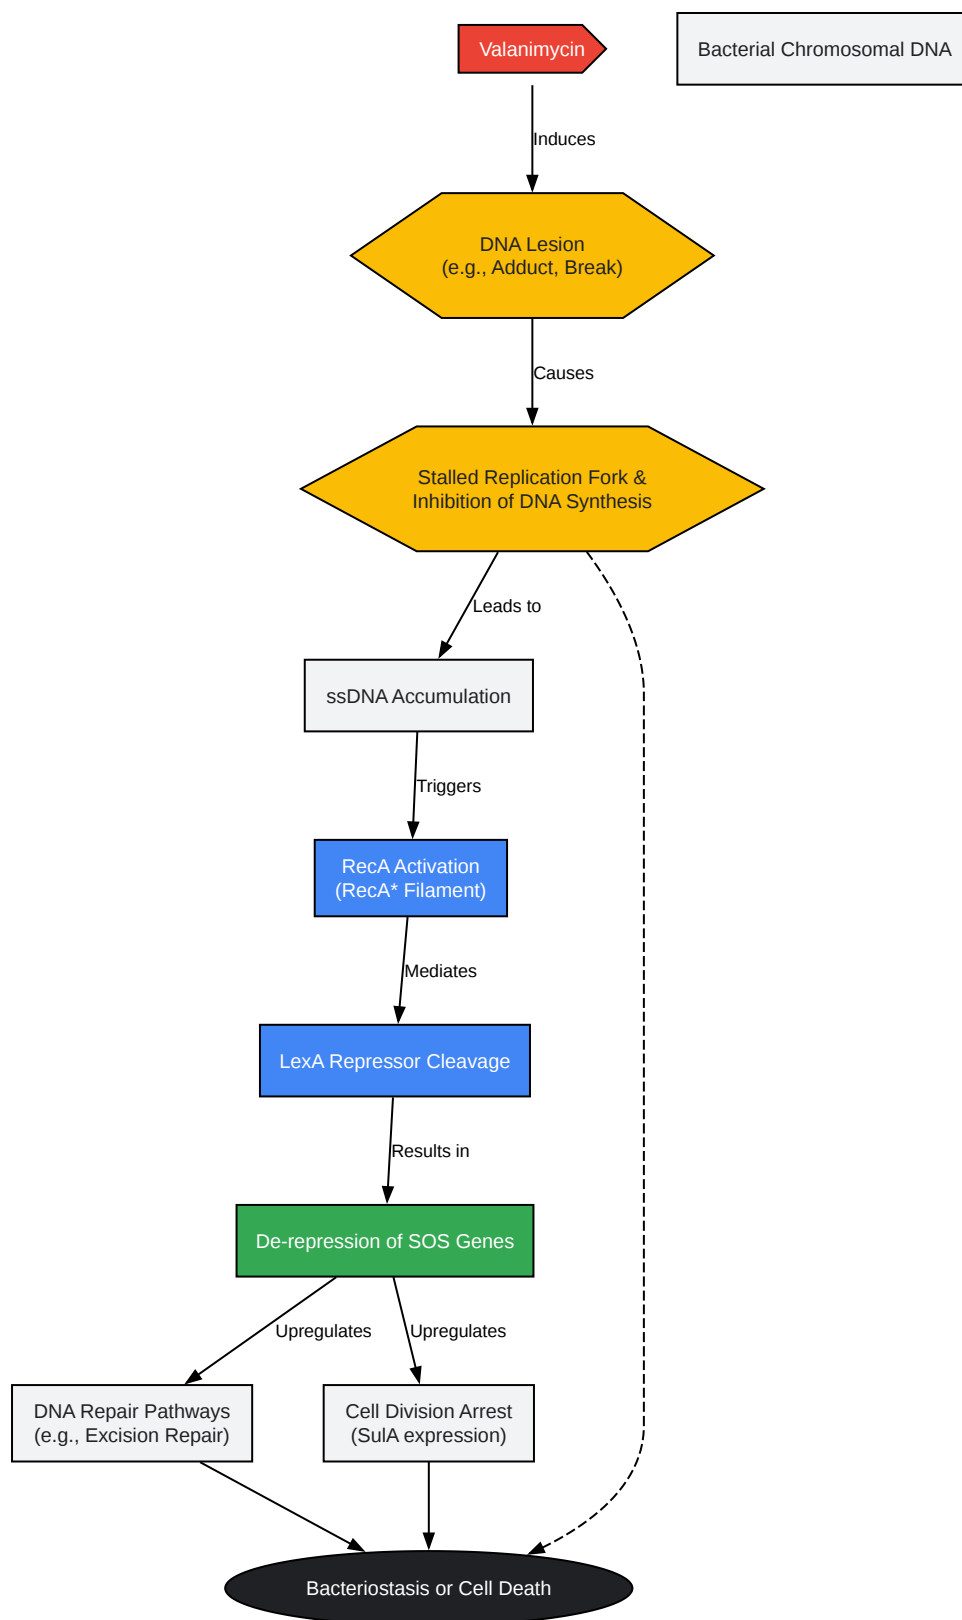 Valanimycin
Bacterial Chromosomal DNA
Induces
DNA Lesion
(e.g., Adduct, Break)
Causes
Stalled Replication Fork &
Inhibition of DNA Synthesis
Leads to
ssDNA Accumulation
Triggers
RecA Activation
(RecA* Filament)
Mediates
LexA Repressor Cleavage
Results in
De-repression of SOS Genes
Upregulates
Upregulates
DNA Repair Pathways
(e.g., Excision Repair)
Cell Division Arrest
(SulA expression)
Bacteriostasis or Cell Death